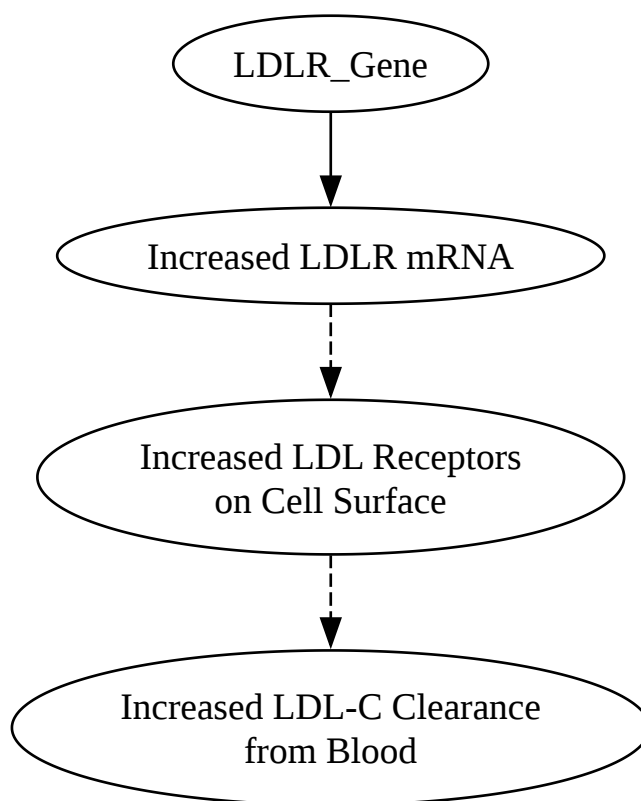 LDLR_Gene
Increased LDLR mRNA
Increased LDL Receptors
on Cell Surface
Increased LDL-C Clearance
from Blood